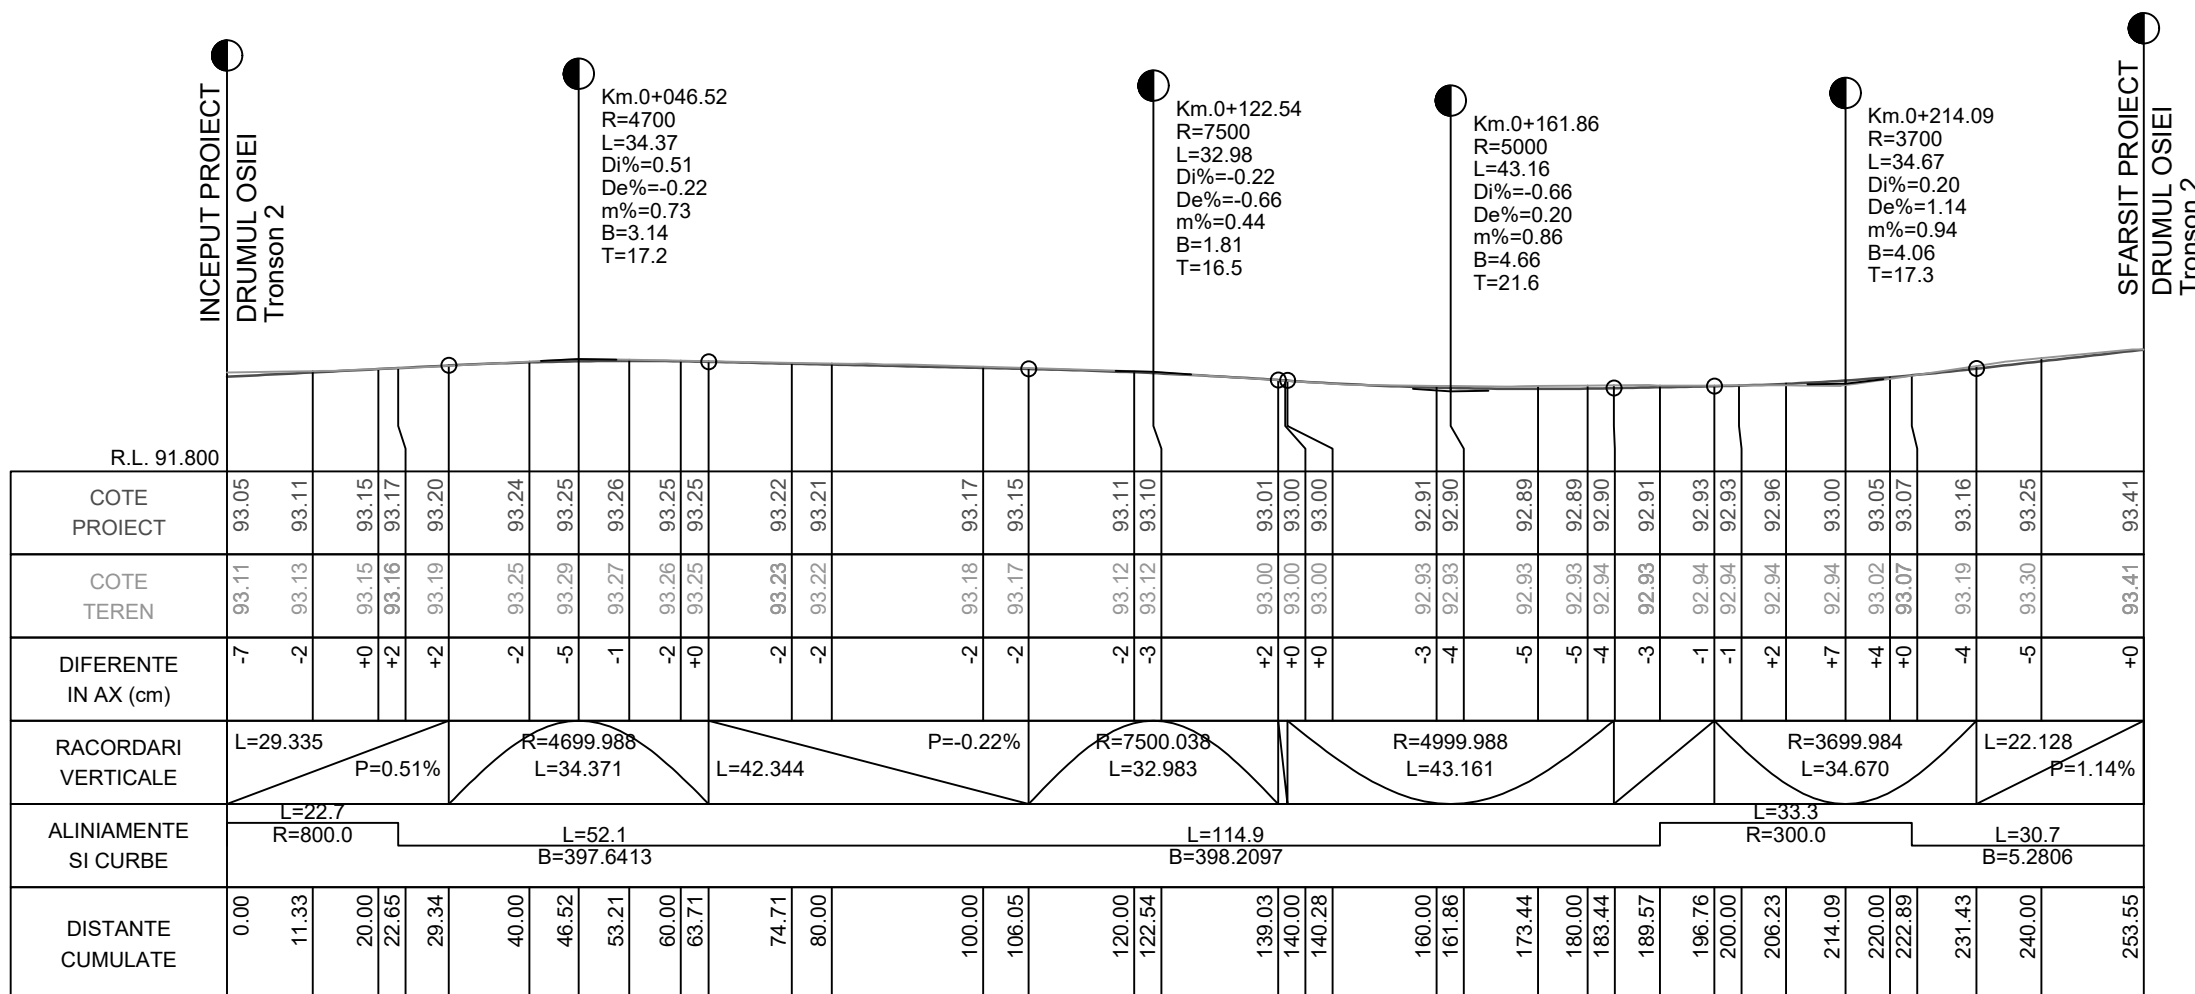 INCEPUT PROIECT
DRUMUL OSIEI
Tronson 2
Km.0+046.52
R=4700
L=34.37
Di%=0.51
De%=-0.22
m%=0.73
B=3.14
T=17.2
Km.0+122.54
R=7500
L=32.98
Di%=-0.22
De%=-0.66
m%=0.44
B=1.81
T=16.5
Km.0+161.86
R=5000
L=43.16
Di%=-0.66
De%=0.20
m%=0.86
B=4.66
T=21.6
Km.0+214.09
R=3700
L=34.67
Di%=0.20
De%=1.14
m%=0.94
B=4.06
T=17.3
SFARSIT PROIECT
DRUMUL OSIEI
Tronson 2
R.L. 91.800
COTE
PROIECT
93.05 93.11 93.15 93.17 93.20 93.24 93.25 93.26 93.25 93.25 93.22 93.21 93.17 93.15 93.11 93.10 93.01 93.00 93.00 92.91 92.90 92.89 92.89 92.90 92.91 92.93 92.93 92.96 93.00 93.05 93.07 93.16 93.25 93.41
COTE
TEREN
93.11 93.13 93.15 93.16 93.19 93.25 93.29 93.27 93.26 93.25 93.23 93.22 93.18 93.17 93.12 93.12 93.00 93.00 93.00 92.93 92.93 92.93 92.93 92.94 92.93 92.94 92.94 92.94 92.94 93.02 93.07 93.19 93.30 93.41
DIFERENTE
IN AX (cm)
-7 -2 +0 +2 +2 -2 -5 -1 -2 +0 -2 -2 -2 -2 -2 -3 +2 +0 +0 -3 -4 -5 -5 -4 -3 -1 -1 +2 +7 +4 +0 -4 -5 +0
RACORDARI
VERTICALE
L=29.335
P=0.51%
R=4699.988
L=34.371
L=42.344
P=-0.22%
R=7500.038
L=32.983
R=4999.988
L=43.161
R=3699.984
L=34.670
L=22.128
P=1.14%
ALINIAMENTE
SI CURBE
L=22.7
R=800.0
L=52.1
B=397.6413
L=114.9
B=398.2097
L=33.3
R=300.0
L=30.7
B=5.2806
DISTANTE
CUMULATE
0.00 11.33 20.00 22.65 29.34 40.00 46.52 53.21 60.00 63.71 74.71 80.00 100.00 106.05 120.00 122.54 139.03 140.00 140.28 160.00 161.86 173.44 180.00 183.44 189.57 196.76 200.00 206.23 214.09 220.00 222.89 231.43 240.00 253.55